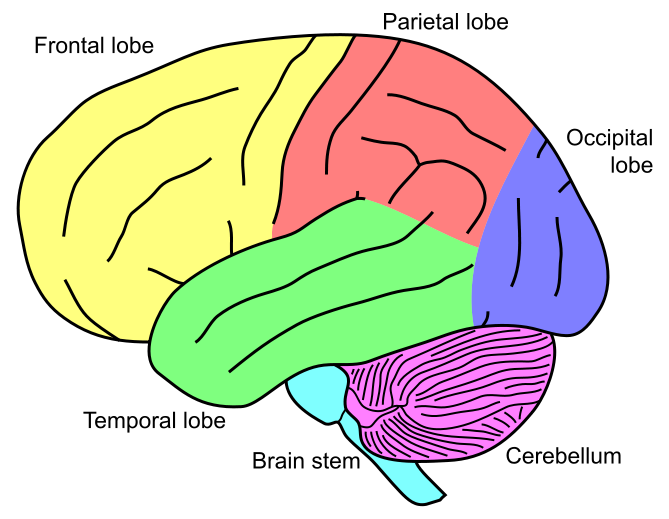 Parietal lobe
Frontal lobe
Occipital
lobe
Temporal lobe
Brain stem
Cerebellum